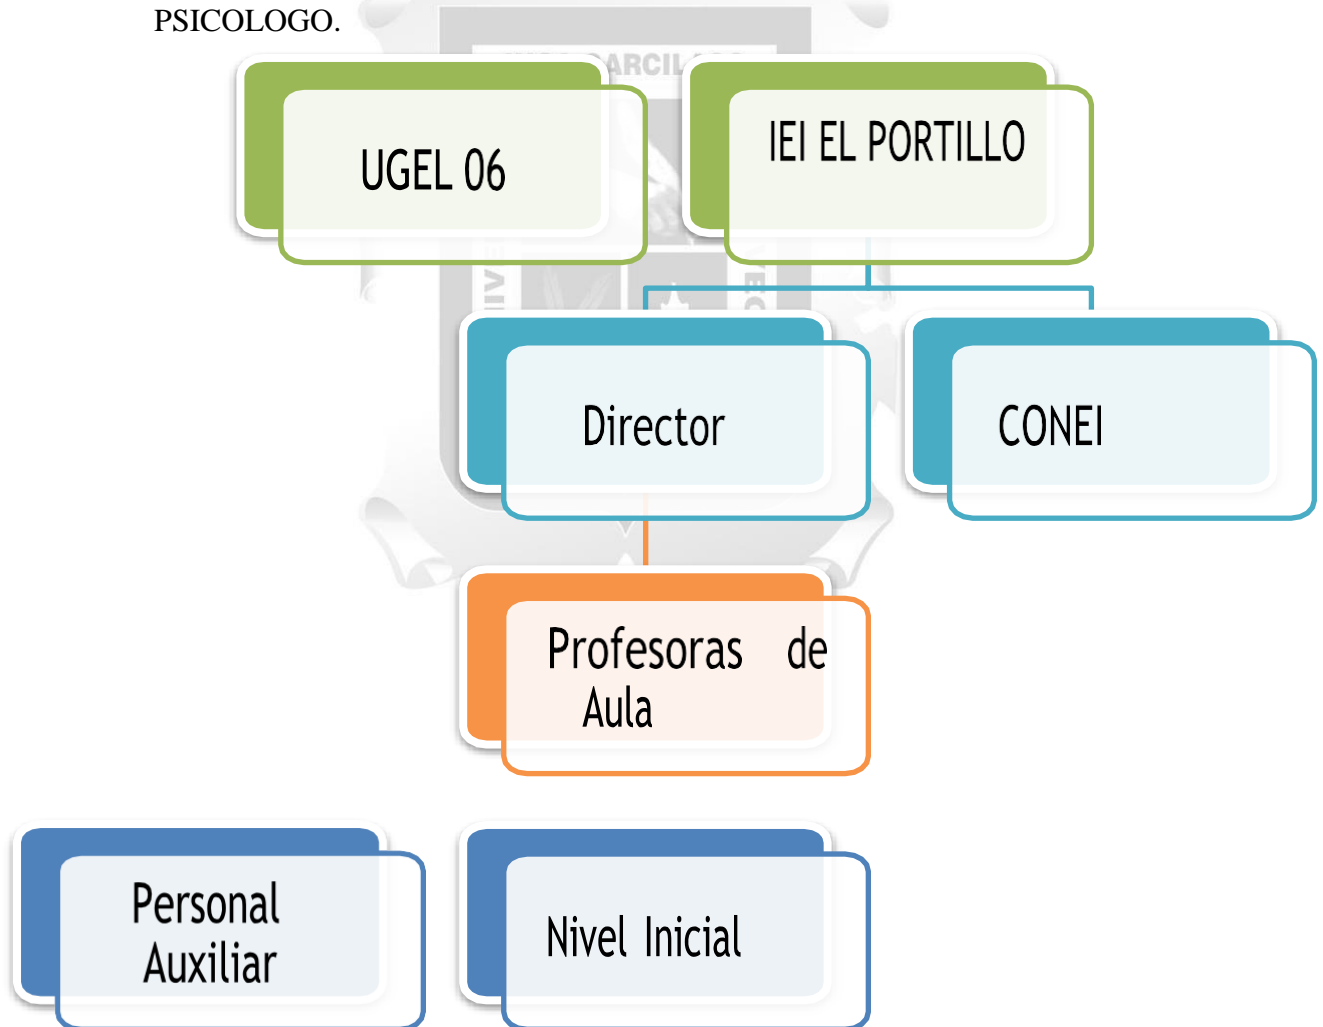 PSICOLOGO.
UGEL 06
IEI EL PORTILLO
Director
CONEI
Profesoras de
Aula
Personal
Auxiliar
Nivel Inicial